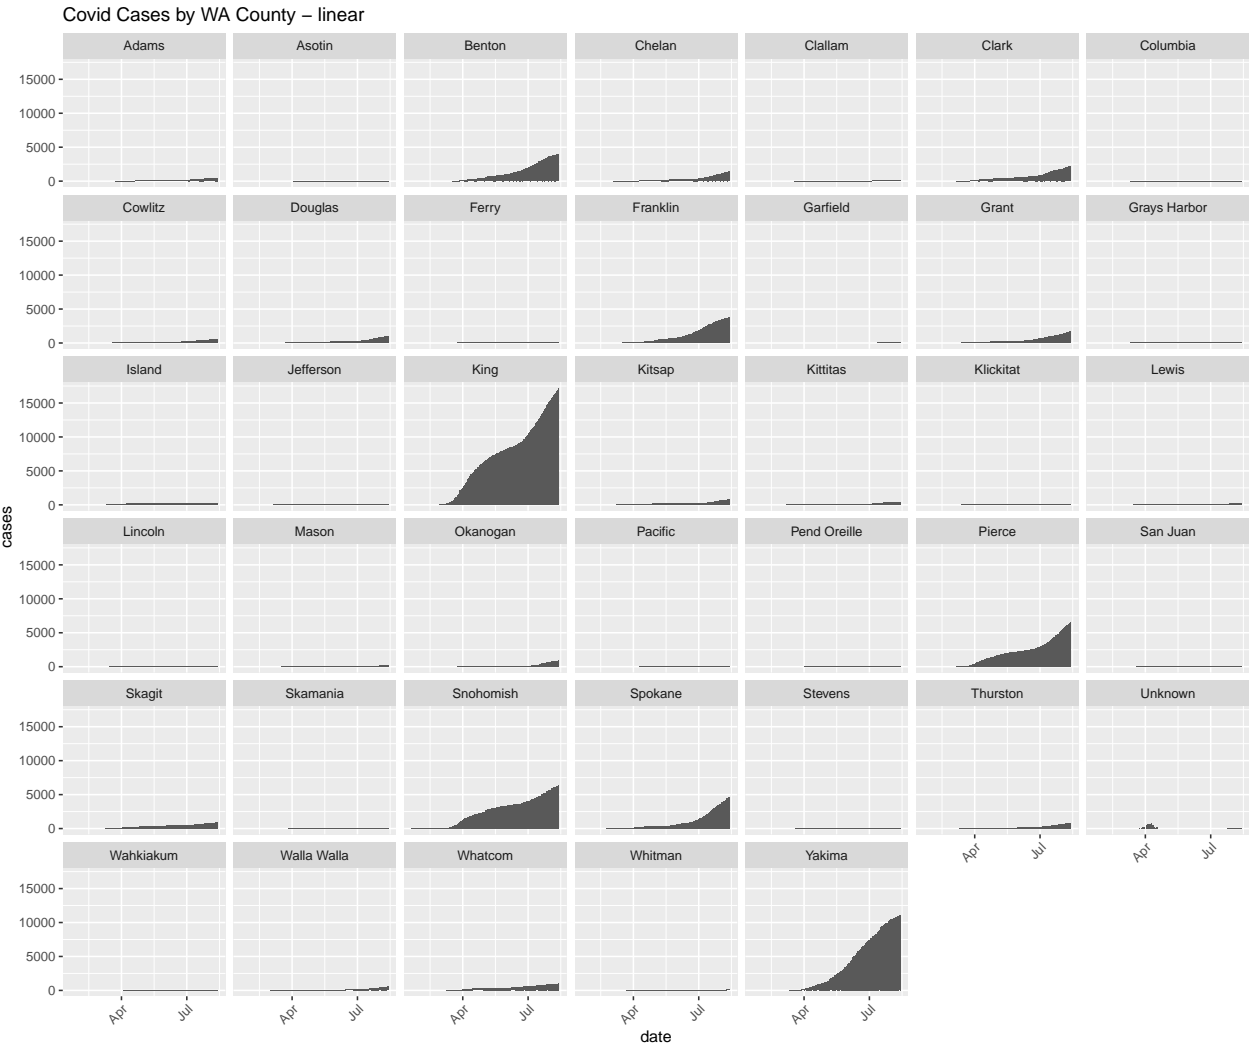 Covid Cases by WA County − linear
Adams Asotin Benton Chelan Clallam Clark Columbia
15000
10000
5000
0
Cowlitz Douglas Ferry Franklin Garfield Grant Grays Harbor
15000
10000
5000
0
Island Jefferson King Kitsap Kittitas Klickitat Lewis
15000
10000
5000
0
cases
Lincoln Mason Okanogan Pacific Pend Oreille Pierce San Juan
15000
10000
5000
0
Skagit Skamania Snohomish Spokane Stevens Thurston Unknown
15000
10000
5000
0
Apr Jul Apr Jul
Wahkiakum Walla Walla Whatcom Whitman Yakima
15000
10000
5000
0
Apr Jul Apr Jul Apr Jul Apr Jul Apr Jul
date